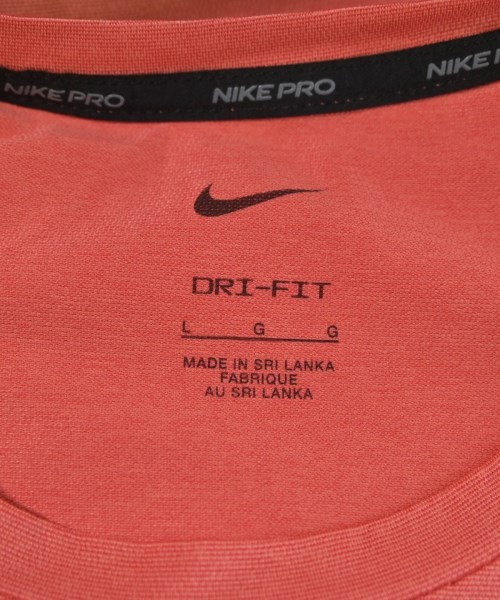 NIKE PRO NIKE PRO NIKE PRO
DRI-FIT
L G G
MADE IN SRI LANKA
FABRIQUE
AU SRI LANKA